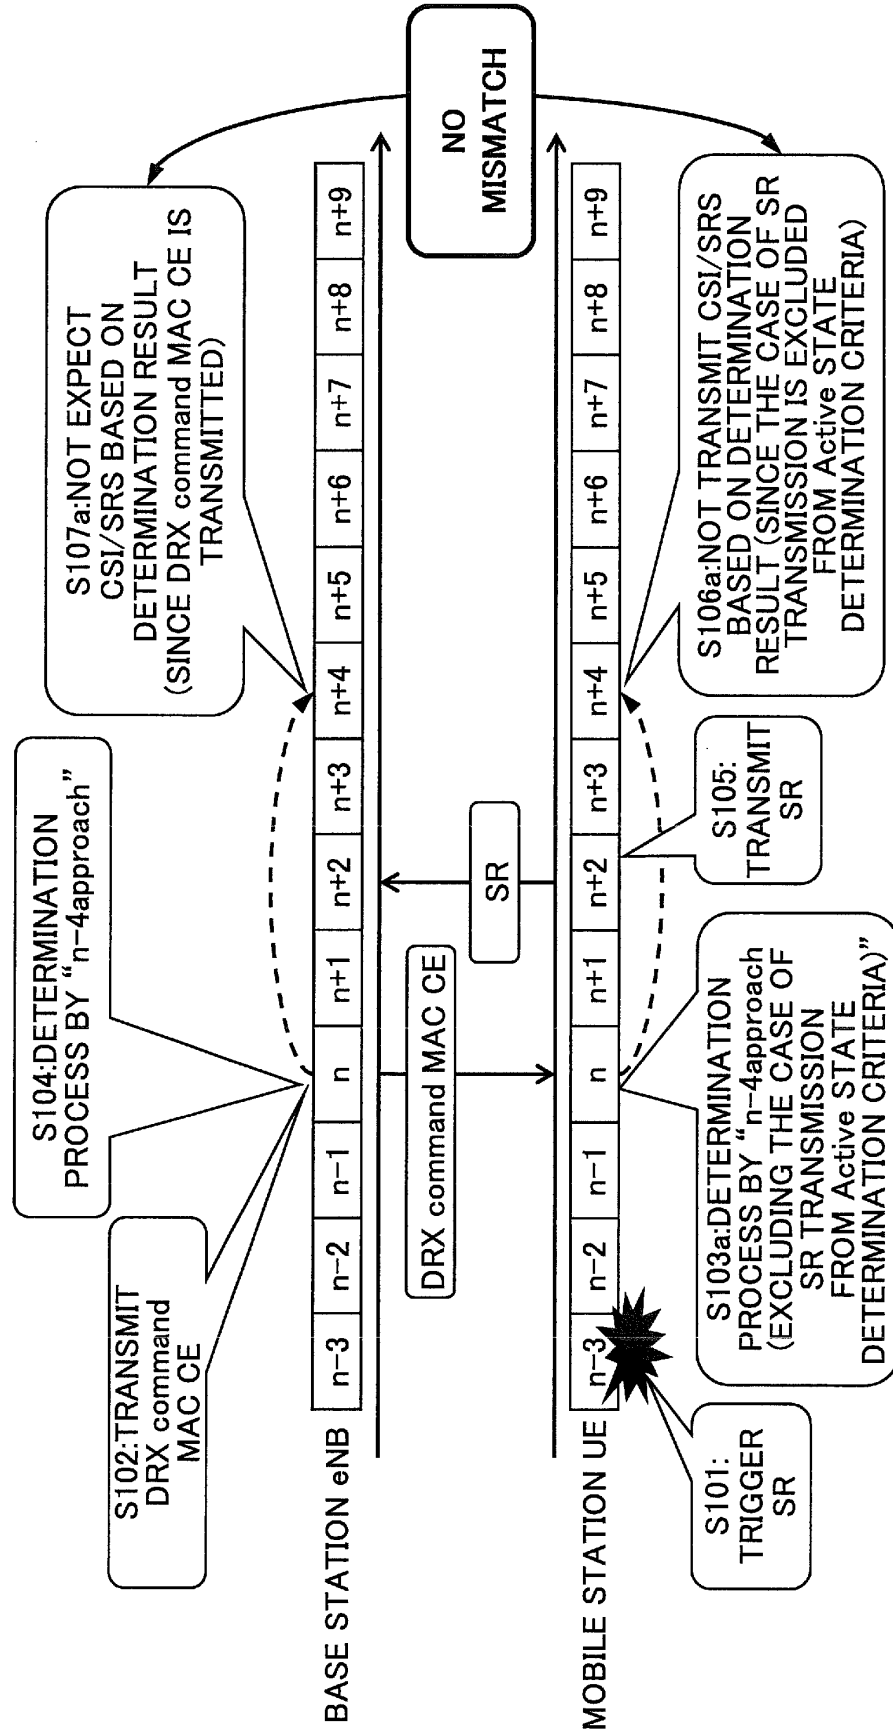 S102:TRANSMIT
DRX command
MAC CE
S104:DETERMINATION
PROCESS BY “n−4approach”
S107a:NOT EXPECT
CSI/SRS BASED ON
DETERMINATION RESULT
(SINCE DRX command MAC CE IS
TRANSMITTED)
BASE STATION eNB
n−3 n−2 n−1 n n+1 n+2 n+3 n+4 n+5 n+6 n+7 n+8 n+9
DRX command MAC CE
SR
NO
MISMATCH
MOBILE STATION UE
n−3 n−2 n−1 n n+1 n+2 n+3 n+4 n+5 n+6 n+7 n+8 n+9
S101:
TRIGGER
SR
S103a:DETERMINATION
PROCESS BY “n−4approach
(EXCLUDING THE CASE OF
SR TRANSMISSION
FROM Active STATE
DETERMINATION CRITERIA)”
S105:
TRANSMIT
SR
S106a:NOT TRANSMIT CSI/SRS
BASED ON DETERMINATION
RESULT (SINCE THE CASE OF SR
TRANSMISSION IS EXCLUDED
FROM Active STATE
DETERMINATION CRITERIA)